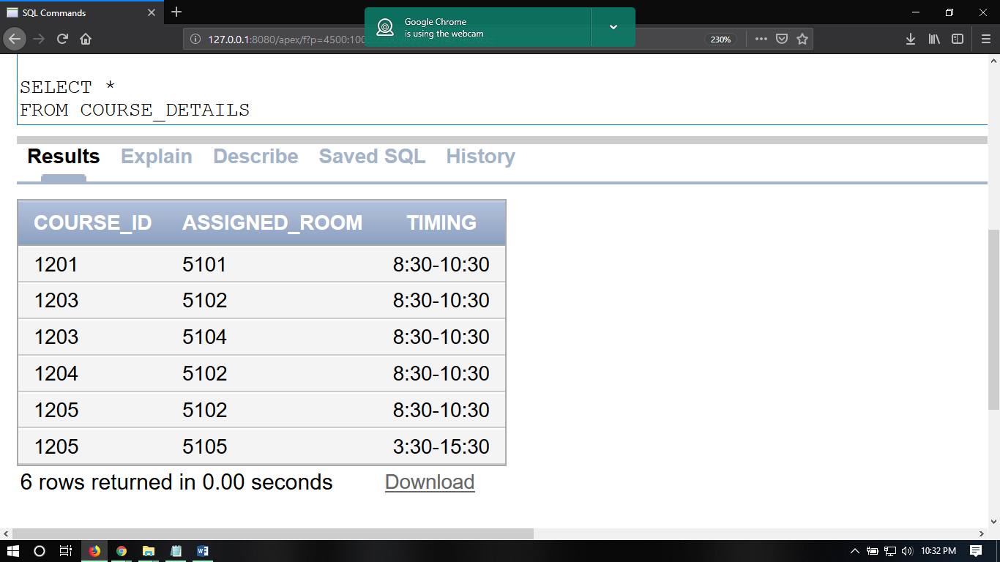 SQL Commands
Google Chrome
is using the webcam
127.0.0.1:8080/apex/f?p=4500:100
230%
SELECT *
FROM COURSE_DETAILS
Results Explain Describe Saved SQL History
COURSE_ID ASSIGNED_ROOM TIMING
1201 5101 8:30-10:30
1203 5102 8:30-10:30
1203 5104 8:30-10:30
1204 5102 8:30-10:30
1205 5102 8:30-10:30
1205 5105 3:30-15:30
6 rows returned in 0.00 seconds Download
10:32 PM